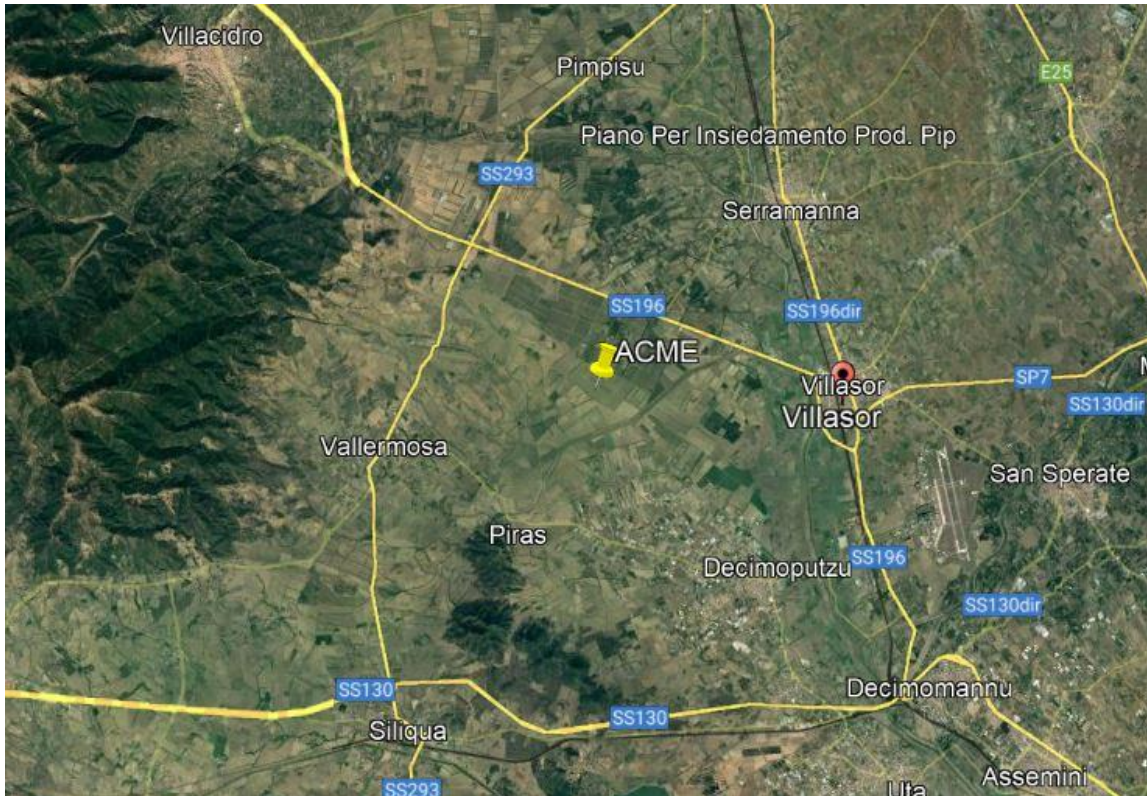 Villacidro
Pimpisu
E25
Piano Per Insiedamento Prod. Pip
SS293
Serramanna
SS196
SS196dir
ACME
Villasor
SP7
Villasor
SS130dir
Vallermosa
San Sperate
Piras
Decimoputzu
SS196
SS130dir
SS130
Decimomannu
SS130
Siliqua
Assemini
SS293
Uta